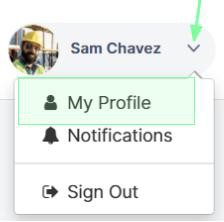 Sam Chavez
My Profile
Notifications
Sign Out